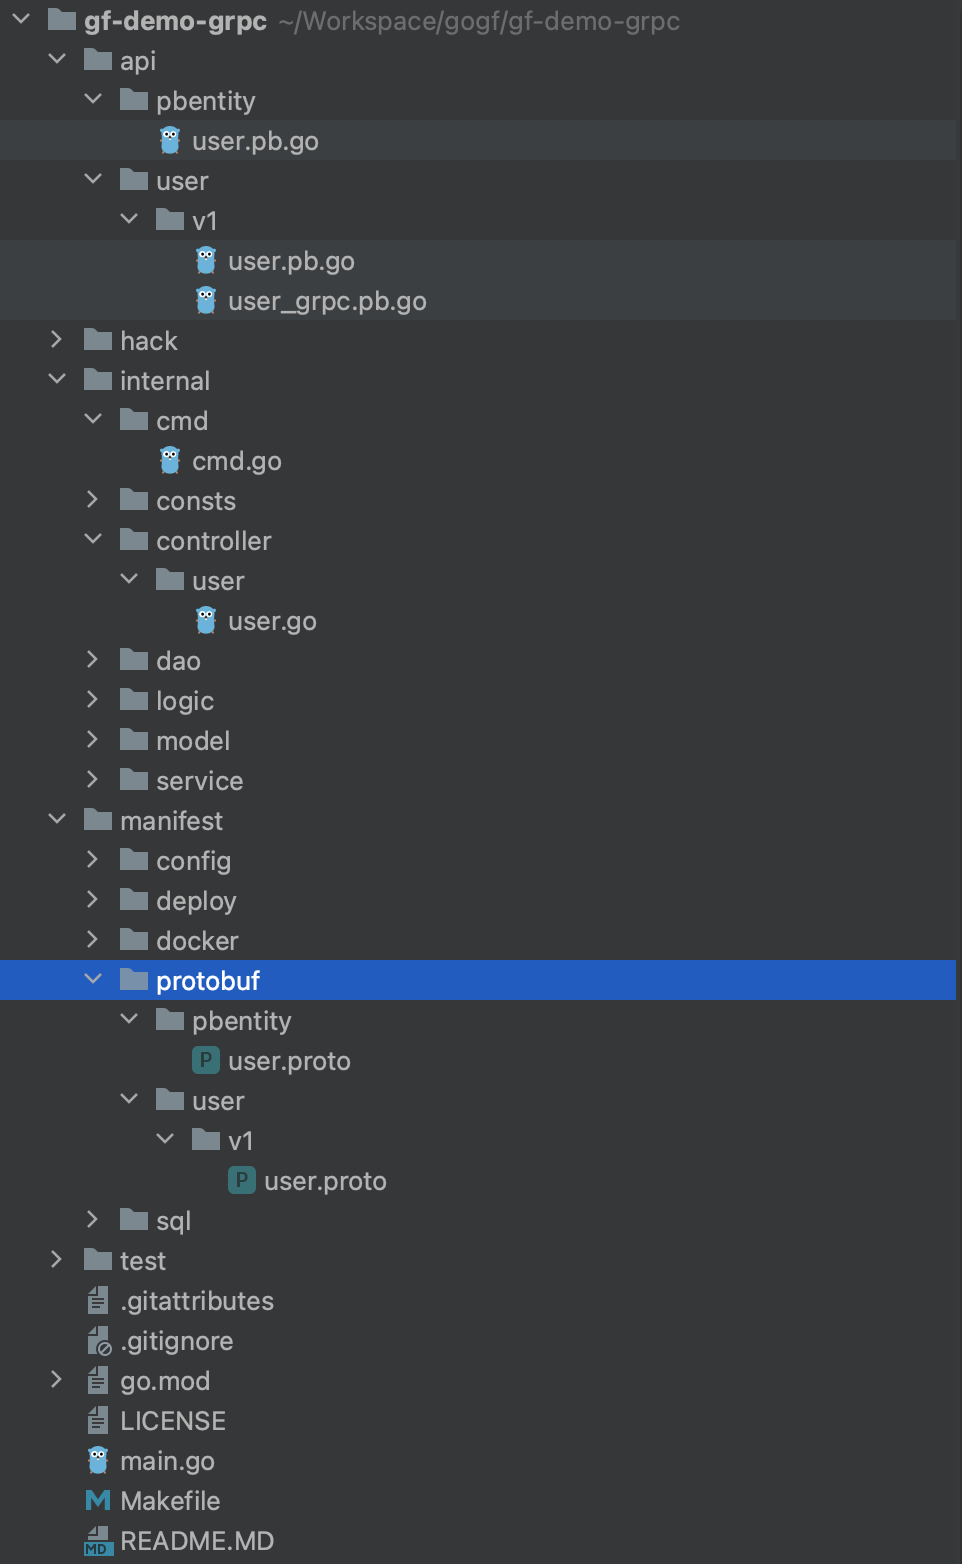 gf-demo-grpc ~/Workspace/gogf/gf-demo-grpc
api
pbentity
user.pb.go
user
v1
user.pb.go
user_grpc.pb.go
hack
internal
cmd
cmd.go
consts
controller
user
user.go
dao
logic
model
service
manifest
config
deploy
docker
protobuf
pbentity
P user.proto
user
v1
P user.proto
sql
test
.gitattributes
.gitignore
go.mod
LICENSE
main.go
M Makefile
MD README.MD